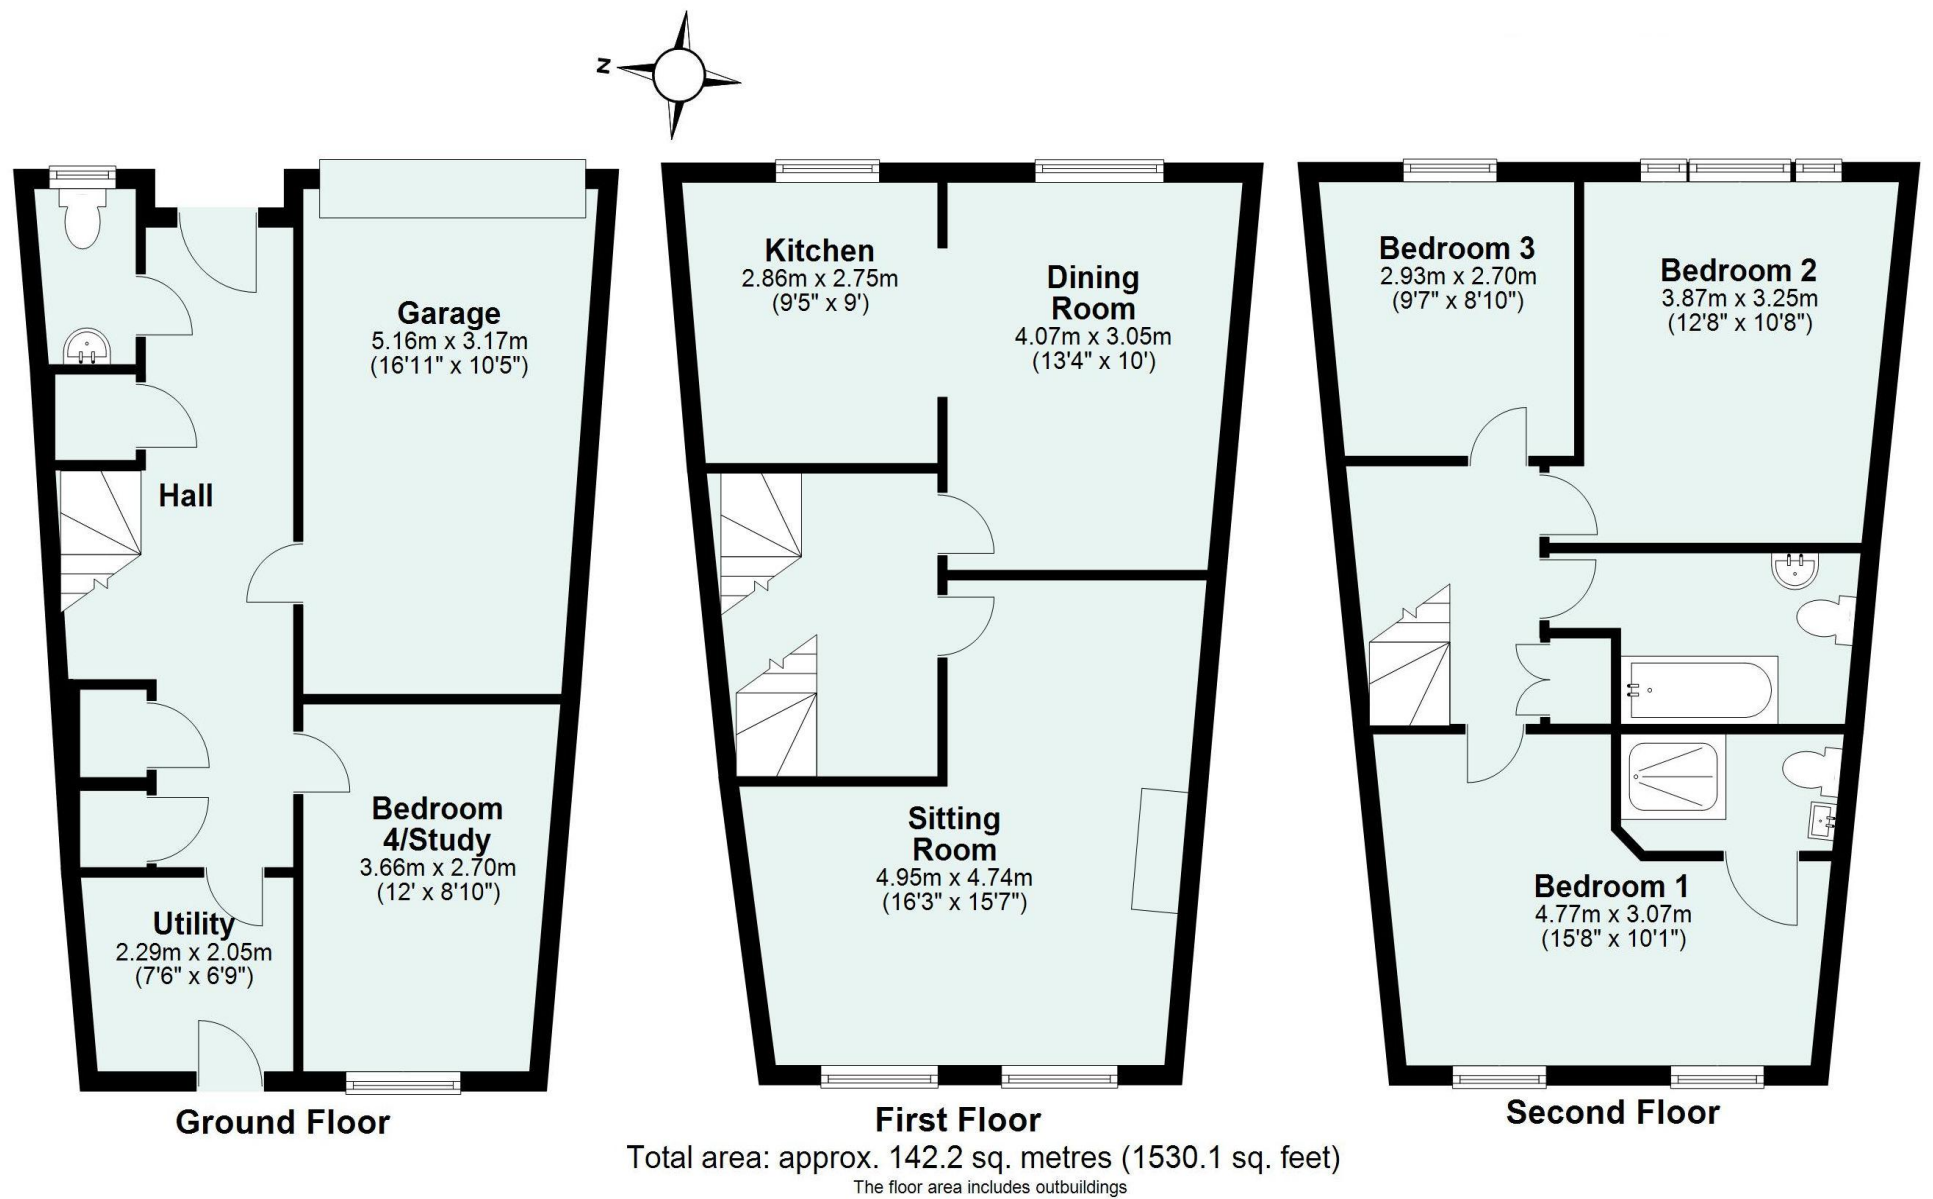 N
Kitchen
2.86m x 2.75m
(9'5" x 9')
Dining
Room
4.07m x 3.05m
(13'4" x 10')
Bedroom 3
2.93m x 2.70m
(9'7" x 8'10")
Bedroom 2
3.87m x 3.25m
(12'8" x 10'8")
Garage
5.16m x 3.17m
(16'11" x 10'5")
Hall
Bedroom
4/Study
3.66m x 2.70m
(12' x 8'10")
Sitting
Room
4.95m x 4.74m
(16'3" x 15'7")
Bedroom 1
4.77m x 3.07m
(15'8" x 10'1")
Utility
2.29m x 2.05m
(7'6" x 6'9")
Ground Floor
First Floor
Second Floor
Total area: approx. 142.2 sq. metres (1530.1 sq. feet)
The floor area includes outbuildings